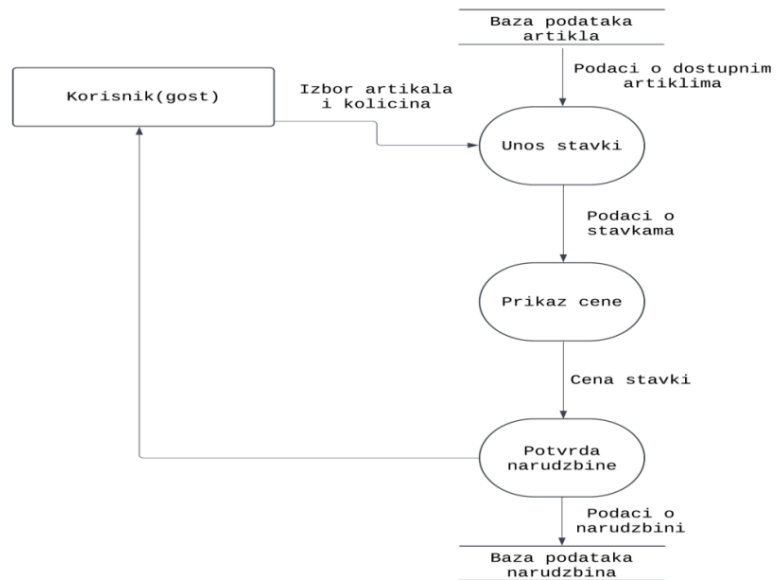 Baza podataka
artikla
Podaci o dostupnim
artiklima
Korisnik(gost)
Izbor artikala
i kolicina
Unos stavki
Podaci o
stavkama
Prikaz cene
Cena stavki
Potvrda
narudzbine
Podaci o
narudzbini
Baza podataka
narudzbina